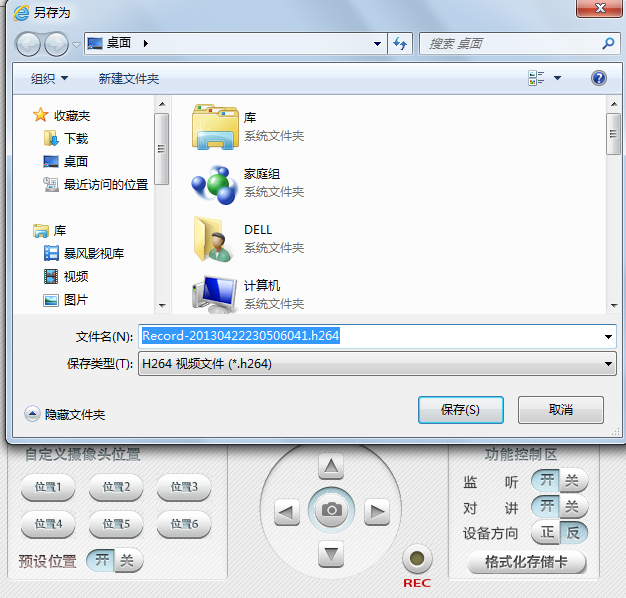 另存为
桌面
搜索 桌面
组织
新建文件夹
收藏夹
下载
桌面
最近访问的位置
库
暴风影视库
视频
图片
库
系统文件夹
家庭组
系统文件夹
DELL
系统文件夹
计算机
系统文件夹
文件名(N):
Record-20130422230506041.h264
保存类型(T):
H264 视频文件 (*.h264)
隐藏文件夹
保存(S)
取消
自定义摄像头位置
位置1 位置2 位置3
位置4 位置5 位置6
预设位置 开 关
REC
功能控制区
监 听 开 关
对 讲 开 关
设备方向 正 反
格式化存储卡